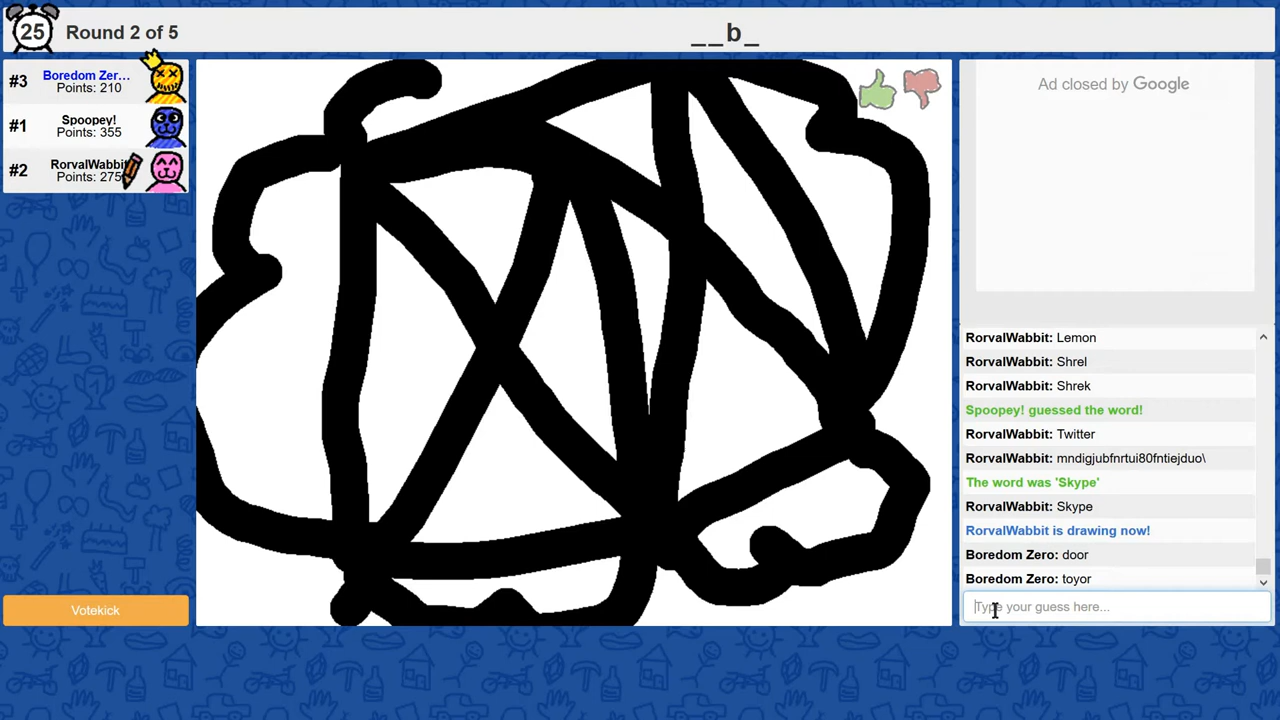 25
Round 2 of 5
__b_
#3
Boredom Zer...
Points: 210
#1
Spoopey!
Points: 355
#2
RorvalWabbit
Points: 275
Votekick
Ad closed by Google
RorvalWabbit: Lemon
RorvalWabbit: Shrel
RorvalWabbit: Shrek
Spoopey! guessed the word!
RorvalWabbit: Twitter
RorvalWabbit: mndigjubfnrtui80fntiejduo\
The word was 'Skype'
RorvalWabbit: Skype
RorvalWabbit is drawing now!
Boredom Zero: door
Boredom Zero: toyor
Type your guess here...